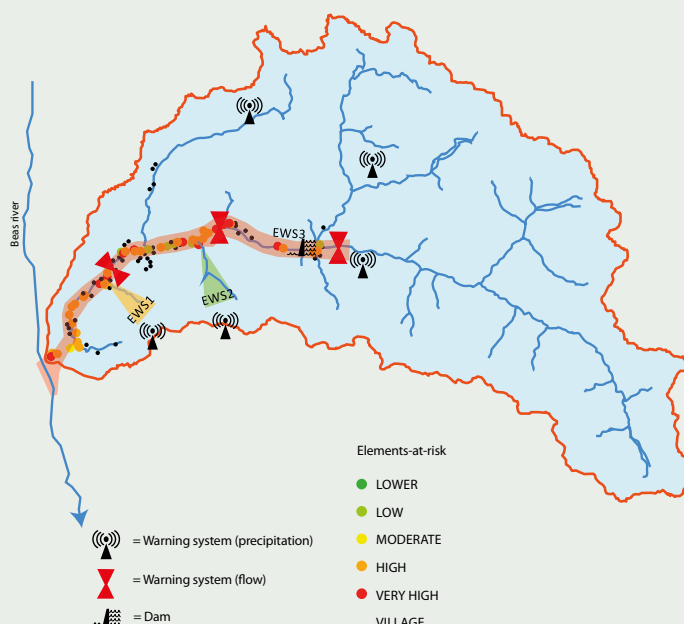 Beas river
EWS3
EWS1
EWS2
= Warning system (precipitation)
= Warning system (flow)
= Dam
Elements-at-risk
LOWER
LOW
MODERATE
HIGH
VERY HIGH
VILLAGE